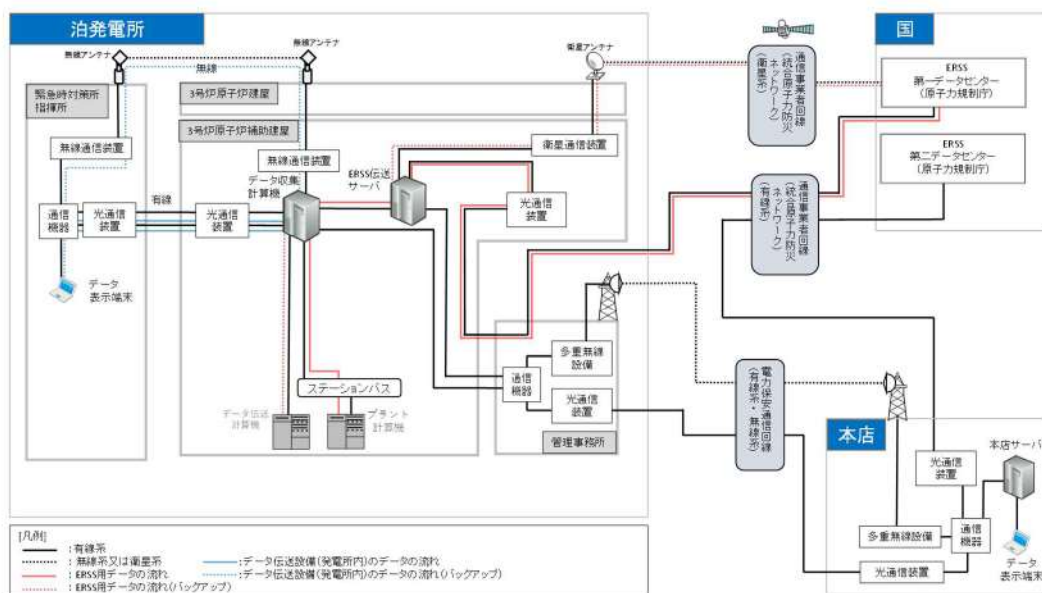 泊発電所
無線アンテナ
無線アンテナ
無線
衛星アンテナ
緊急時対策所
指揮所
3号炉原子炉建屋
3号炉原子炉補助建屋
無線通信装置
無線通信装置
衛星通信装置
データ収集
計算機
ERSS伝送
サーバ
有線
通信
機器
光通信
装置
光通信
装置
光通信
装置
データ
表示端末
ステーションバス
データ伝送
計算機
プラント
計算機
多重無線
設備
通信
機器
光通信
装置
管理事務所
通信事業者回線
(統合原子力防災
ネットワーク)
(衛星系)
通信事業者回線
(統合原子力防災
ネットワーク)
(有線系)
電力保安通信回線
(有線系・無線系)
国
ERSS
第一データセンター
(原子力規制庁)
ERSS
第二データセンター
(原子力規制庁)
本店
光通信
装置
本店サーバ
多重無線設備
通信
機器
光通信装置
データ
表示端末
[凡例]
:有線系
:無線系又は衛星系
:ERSS用データの流れ
:ERSS用データの流れ(バックアップ)
:データ伝送設備(発電所内)のデータの流れ
:データ伝送設備(発電所内)のデータの流れ(バックアップ)